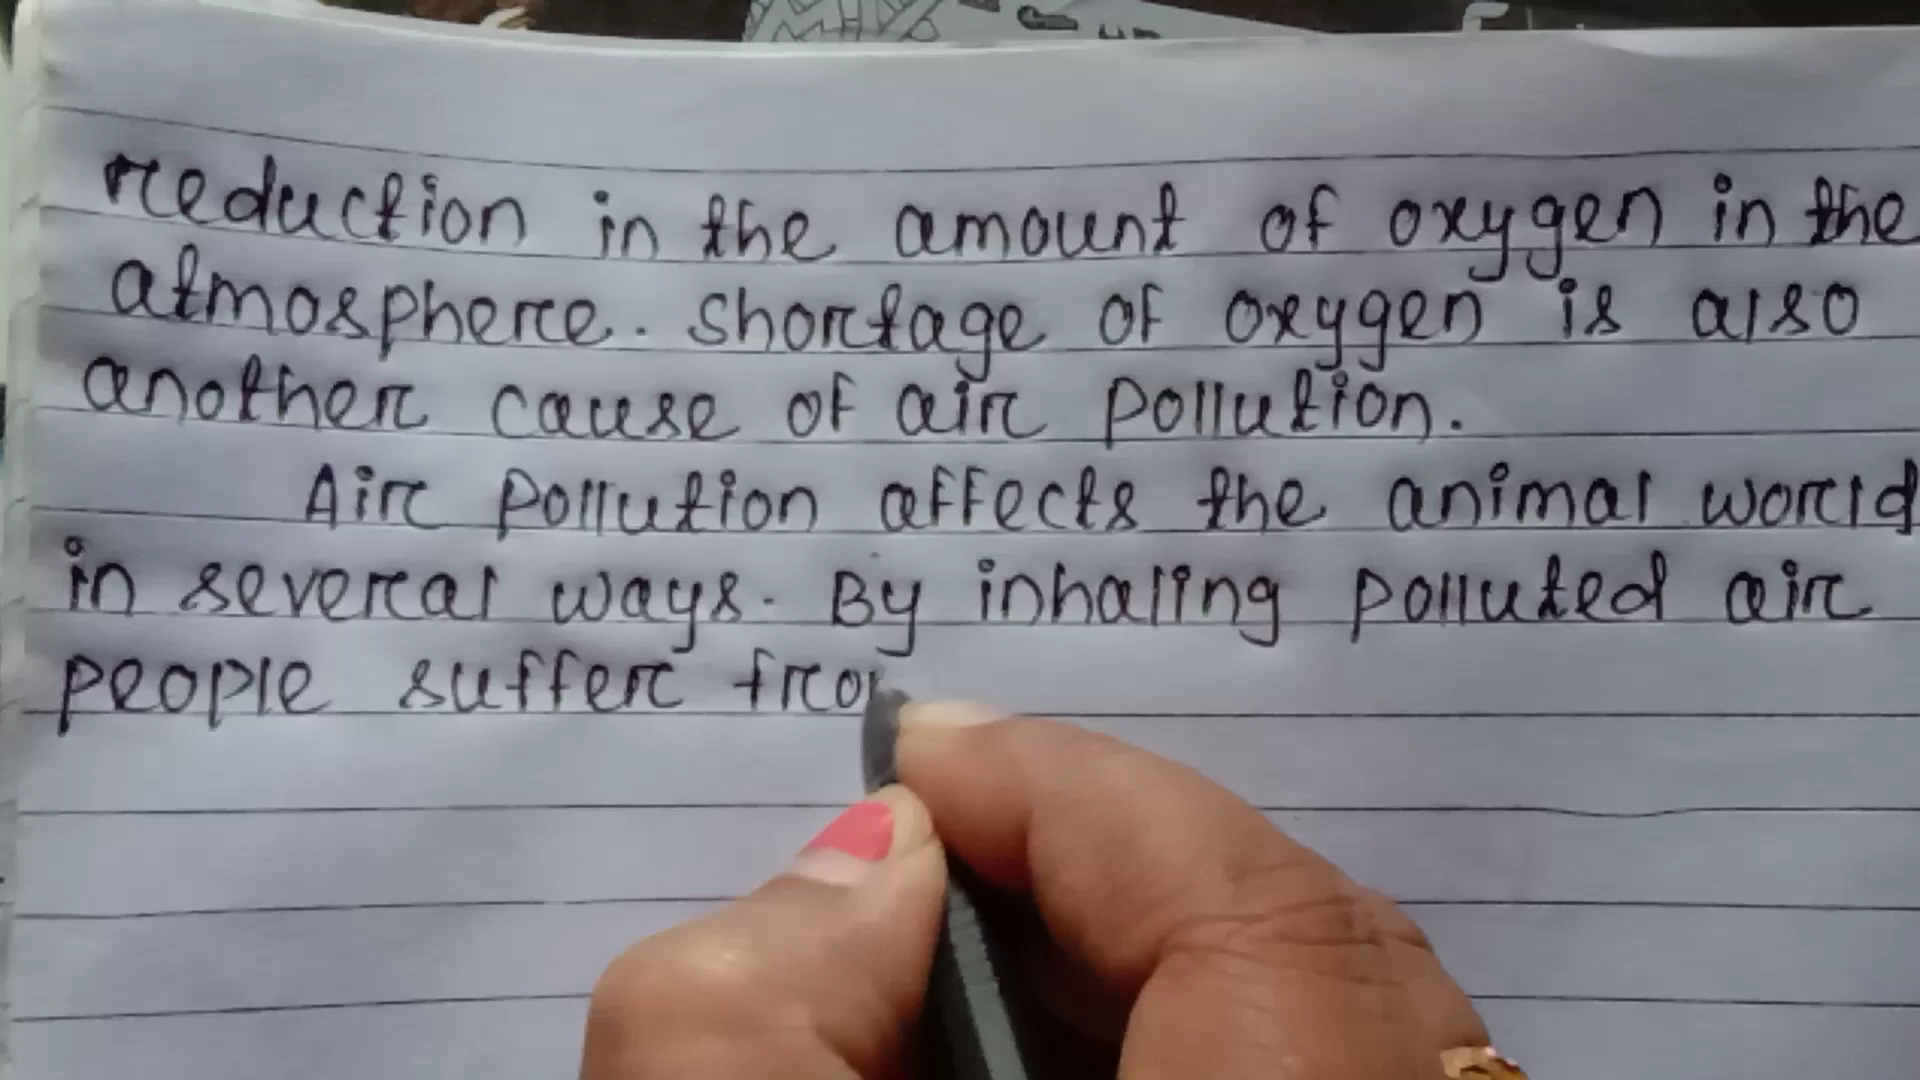 reduction in the amount of oxygen in the
atmosphere. shortage of oxygen is also
another cause of air pollution.
Air pollution affects the animal world
in several ways. By inhaling polluted air
people suffer